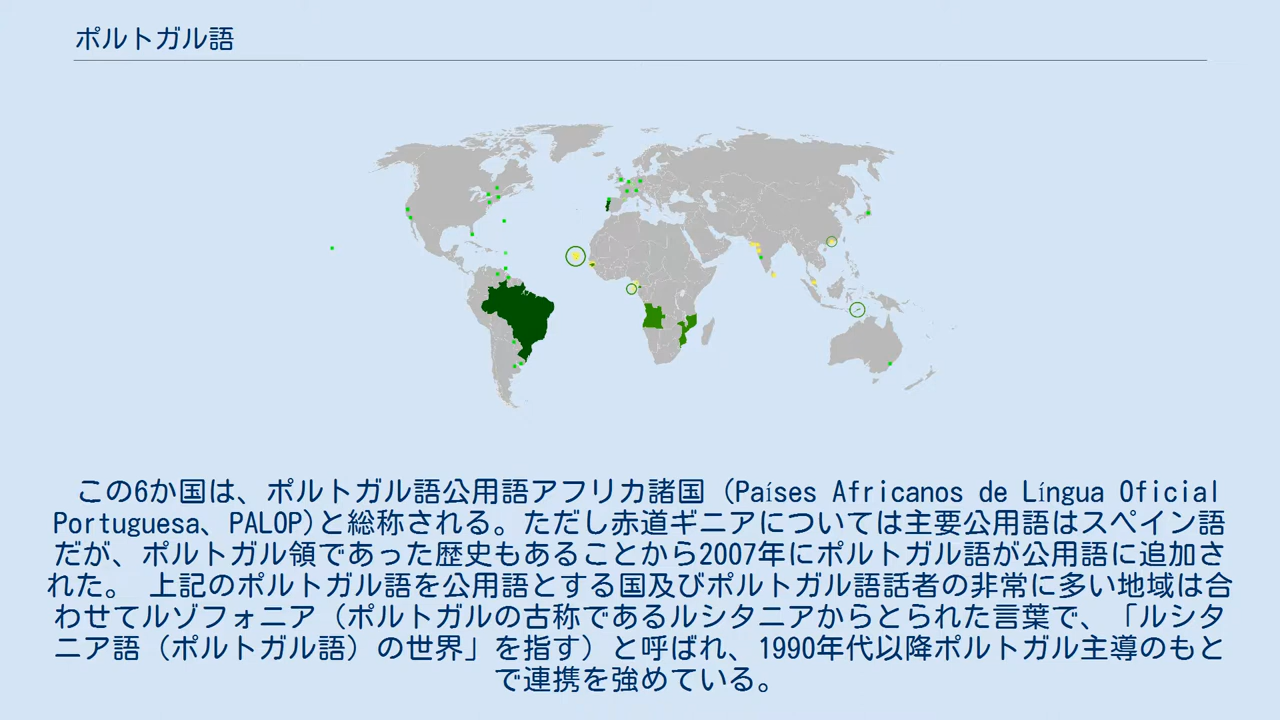 ポルトガル語
この6か国は、ポルトガル語公用語アフリカ諸国（Países Africanos de Língua Oficial
Portuguesa、PALOP)と総称される。ただし赤道ギニアについては主要公用語はスペイン語
だが、ポルトガル領であった歴史もあることから2007年にポルトガル語が公用語に追加さ
れた。 上記のポルトガル語を公用語とする国及びポルトガル語話者の非常に多い地域は合
わせてルゾフォニア（ポルトガルの古称であるルシタニアからとられた言葉で、「ルシタ
ニア語（ポルトガル語）の世界」を指す）と呼ばれ、1990年代以降ポルトガル主導のもと
で連携を強めている。